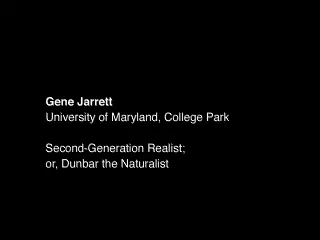 Gene Jarrett
University of Maryland, College Park
Second-Generation Realist;
or, Dunbar the Naturalist